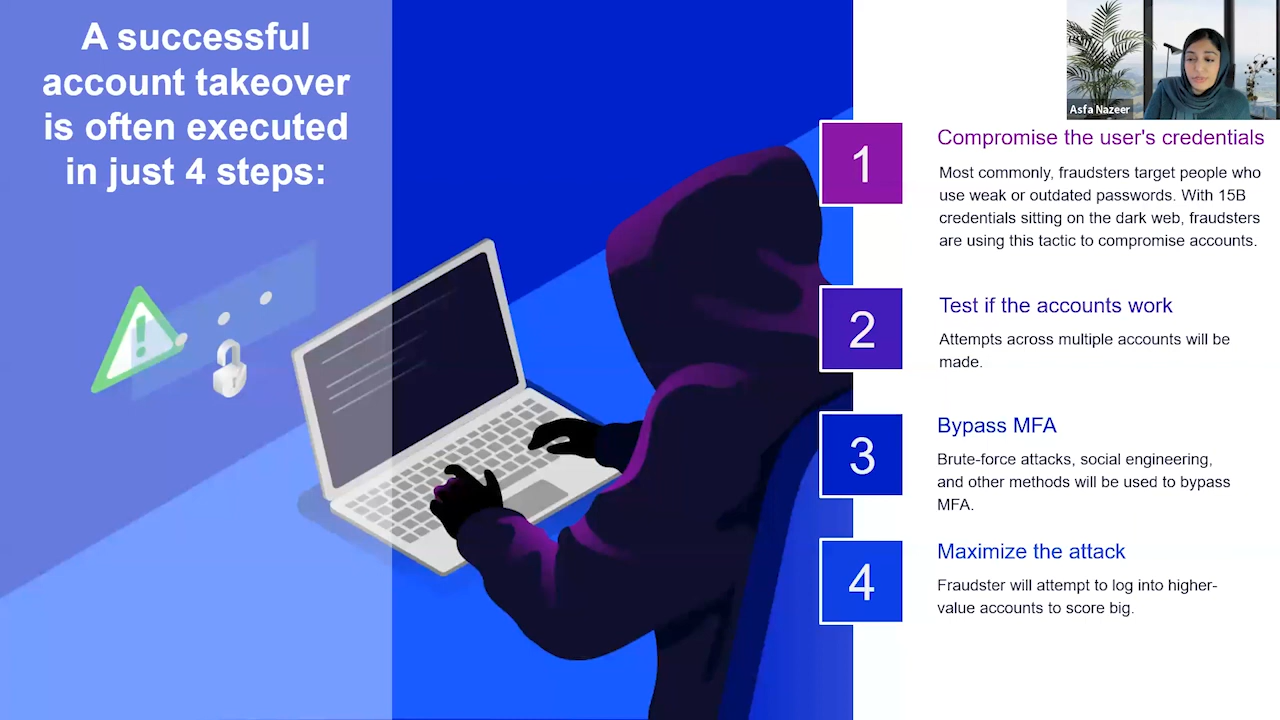 A successful
account takeover
is often executed
in just 4 steps:
Asfa Nazeer
1
Compromise the user's credentials
Most commonly, fraudsters target people who
use weak or outdated passwords. With 15B
credentials sitting on the dark web, fraudsters
are using this tactic to compromise accounts.
2
Test if the accounts work
Attempts across multiple accounts will be
made.
3
Bypass MFA
Brute-force attacks, social engineering,
and other methods will be used to bypass
MFA.
4
Maximize the attack
Fraudster will attempt to log into higher-
value accounts to score big.